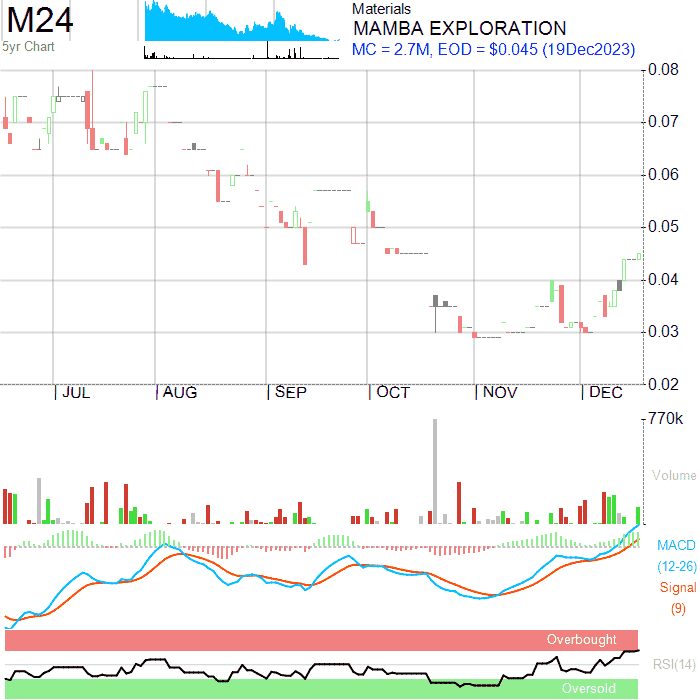 M24
5yr Chart
Materials
MAMBA EXPLORATION
MC = 2.7M, EOD = $0.045 (19Dec2023)
0.08
0.07
0.06
0.05
0.04
0.03
0.02
JUL AUG SEP OCT NOV DEC
770k
Volume
MACD
(12-26)
Signal
(9)
Overbought
RSI(14)
Oversold